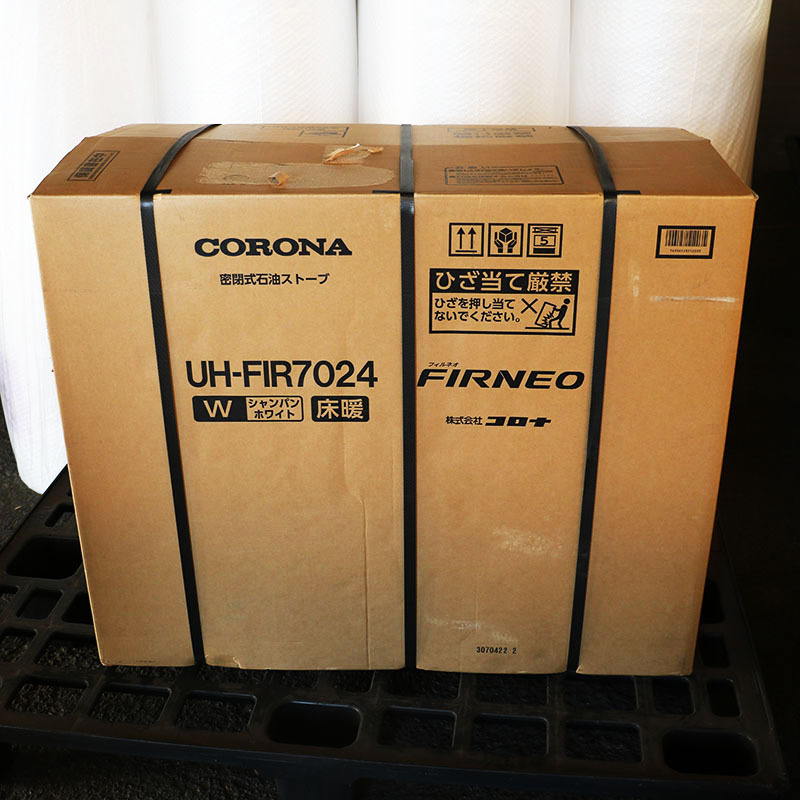 CORONA
密閉式石油ストーブ
UH-FIR7024
W シャンパンホワイト 床暖
5
ひざ当て厳禁
ひざを押し当て
ないでください。
フィルネオ
FIRNEO
株式会社 コロナ
3070422 2